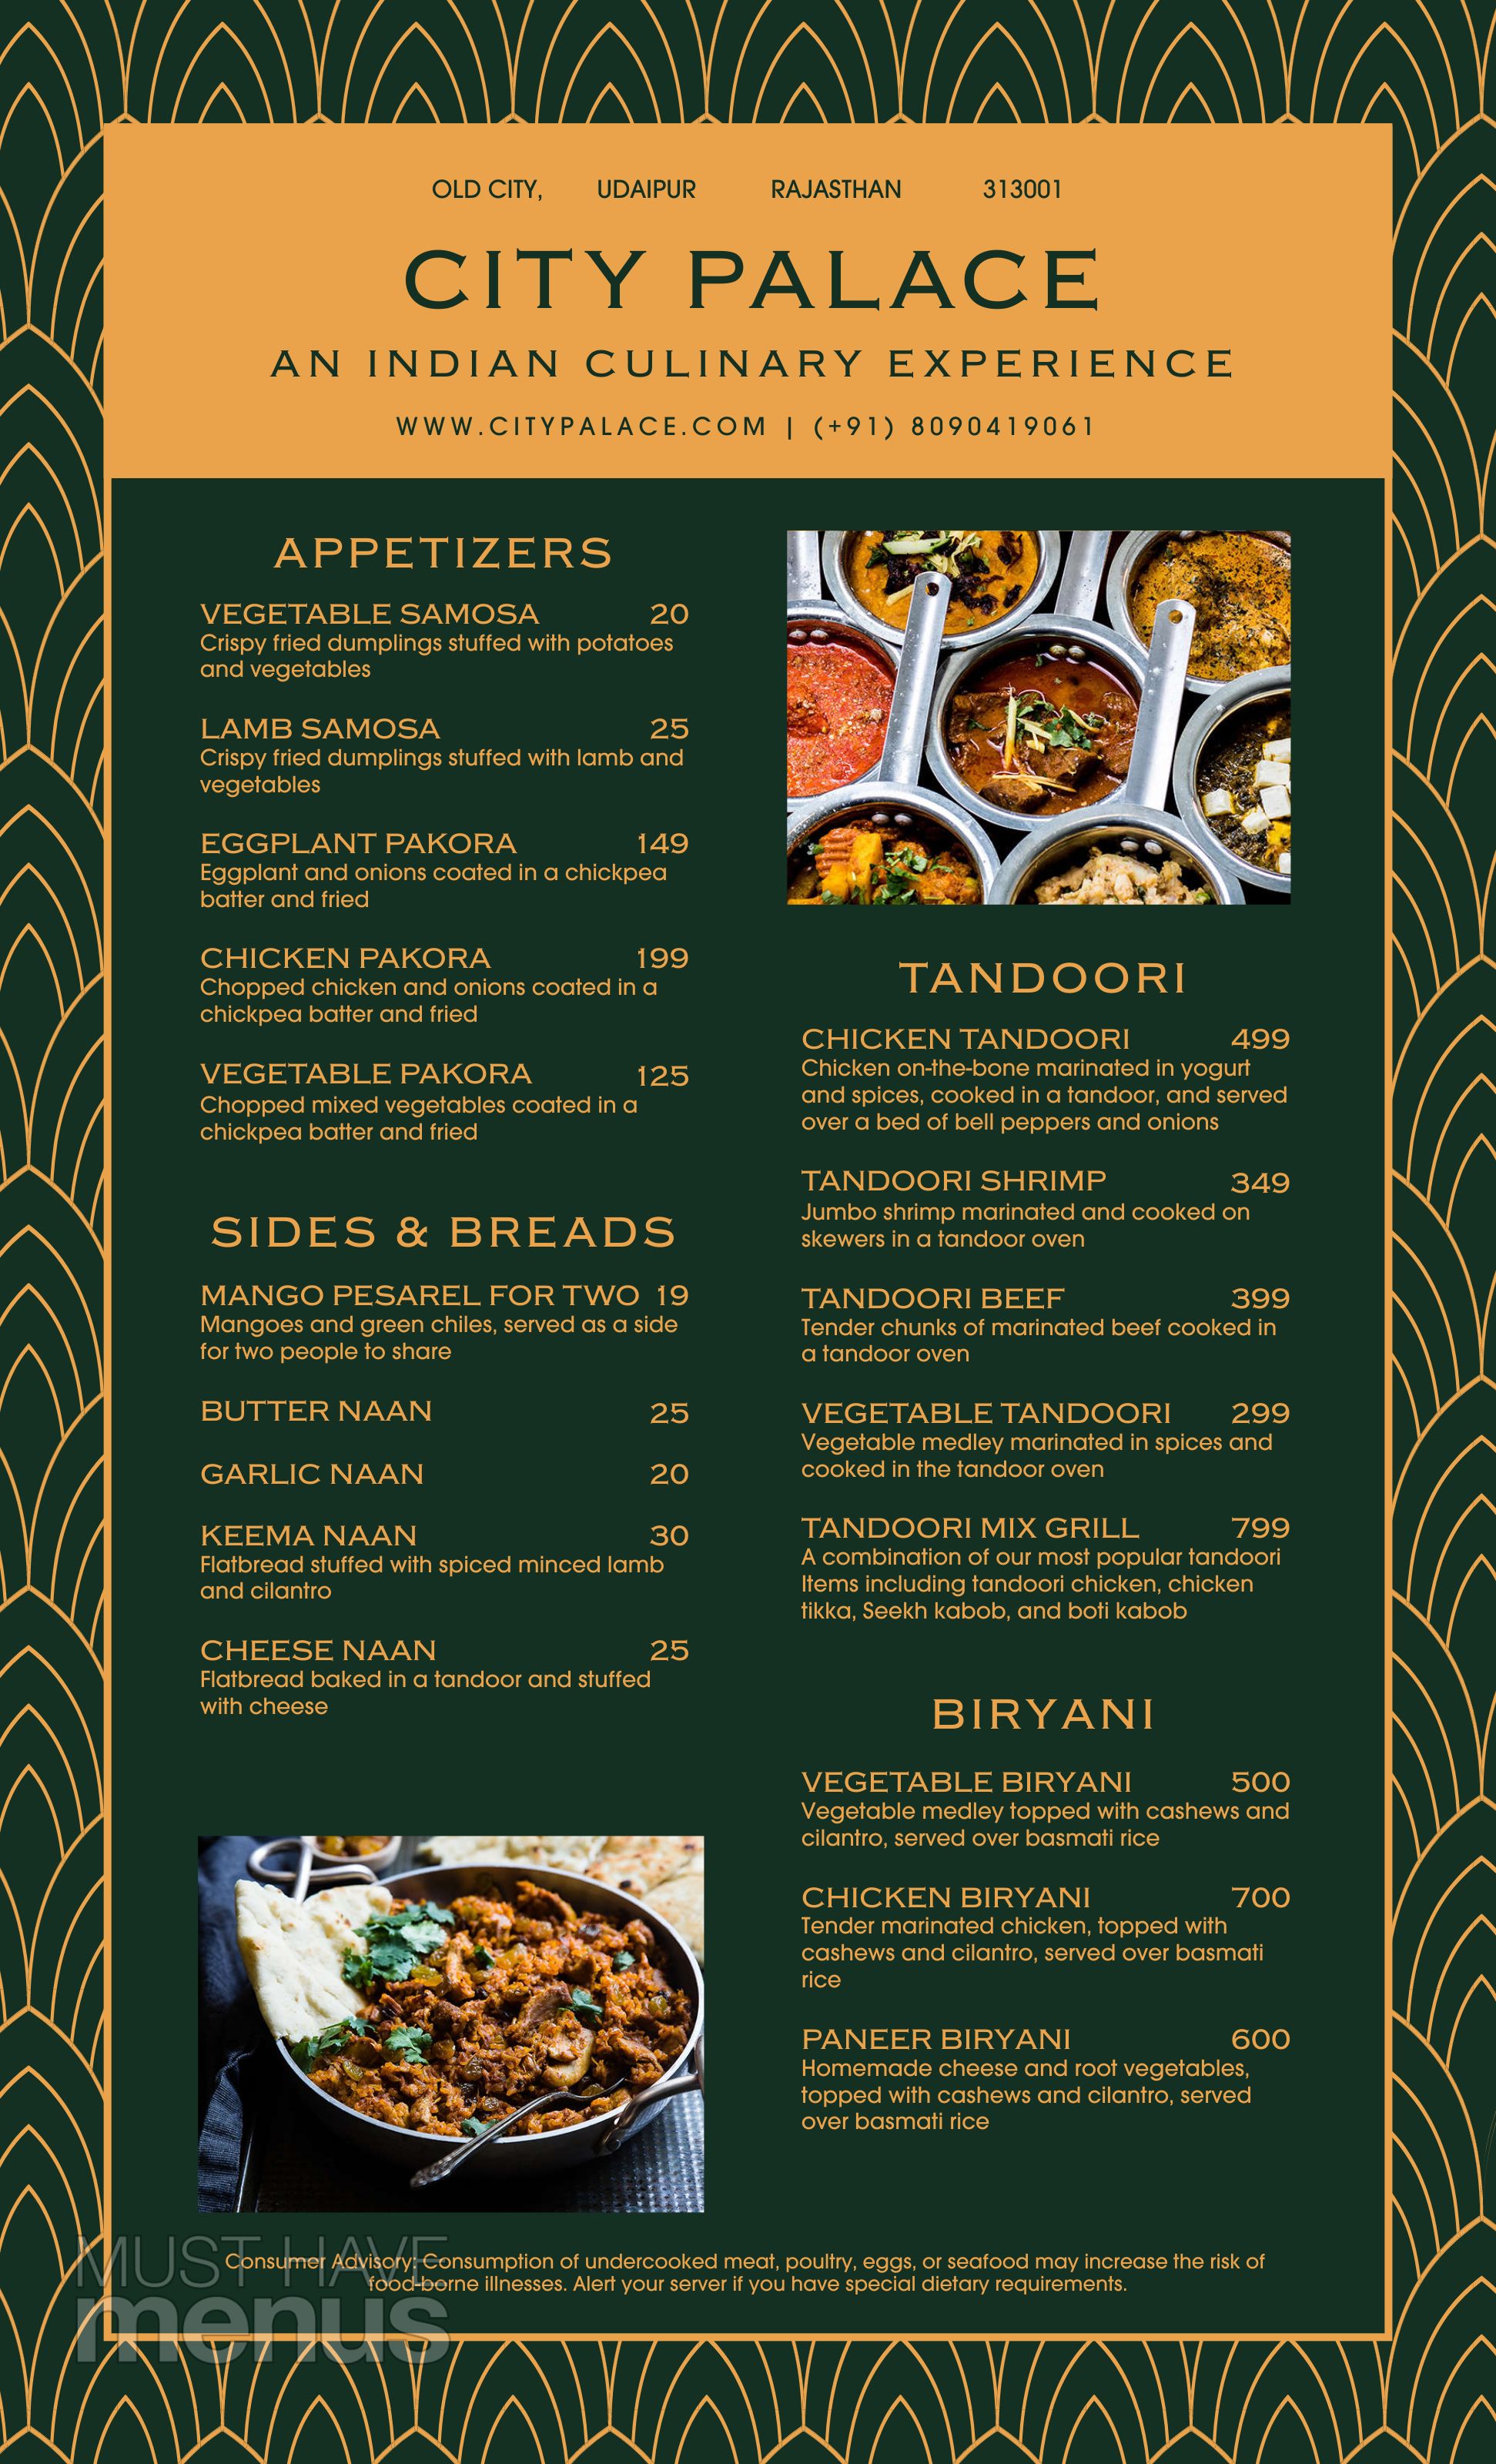 OLD CITY, UDAIPUR RAJASTHAN 313001
CITY PALACE
AN INDIAN CULINARY EXPERIENCE
WWW.CITYPALACE.COM | (+91) 8090419061
APPETIZERS
VEGETABLE SAMOSA 20
Crispy fried dumplings stuffed with potatoes
and vegetables
LAMB SAMOSA 25
Crispy fried dumplings stuffed with lamb and
vegetables
EGGPLANT PAKORA 149
Eggplant and onions coated in a chickpea
batter and fried
CHICKEN PAKORA 199
Chopped chicken and onions coated in a
chickpea batter and fried
VEGETABLE PAKORA 125
Chopped mixed vegetables coated in a
chickpea batter and fried
SIDES & BREADS
MANGO PESAREL FOR TWO 19
Mangoes and green chiles, served as a side
for two people to share
BUTTER NAAN 25
GARLIC NAAN 20
KEEMA NAAN 30
Flatbread stuffed with spiced minced lamb
and cilantro
CHEESE NAAN 25
Flatbread baked in a tandoor and stuffed
with cheese
TANDOORI
CHICKEN TANDOORI 499
Chicken on-the-bone marinated in yogurt
and spices, cooked in a tandoor, and served
over a bed of bell peppers and onions
TANDOORI SHRIMP 349
Jumbo shrimp marinated and cooked on
skewers in a tandoor oven
TANDOORI BEEF 399
Tender chunks of marinated beef cooked in
a tandoor oven
VEGETABLE TANDOORI 299
Vegetable medley marinated in spices and
cooked in the tandoor oven
TANDOORI MIX GRILL 799
A combination of our most popular tandoori
Items including tandoori chicken, chicken
tikka, Seekh kabob, and boti kabob
BIRYANI
VEGETABLE BIRYANI 500
Vegetable medley topped with cashews and
cilantro, served over basmati rice
CHICKEN BIRYANI 700
Tender marinated chicken, topped with
cashews and cilantro, served over basmati
rice
PANEER BIRYANI 600
Homemade cheese and root vegetables,
topped with cashews and cilantro, served
over basmati rice
Consumer Advisory: Consumption of undercooked meat, poultry, eggs, or seafood may increase the risk of
food-borne illnesses. Alert your server if you have special dietary requirements.
MUST HAVE
menus